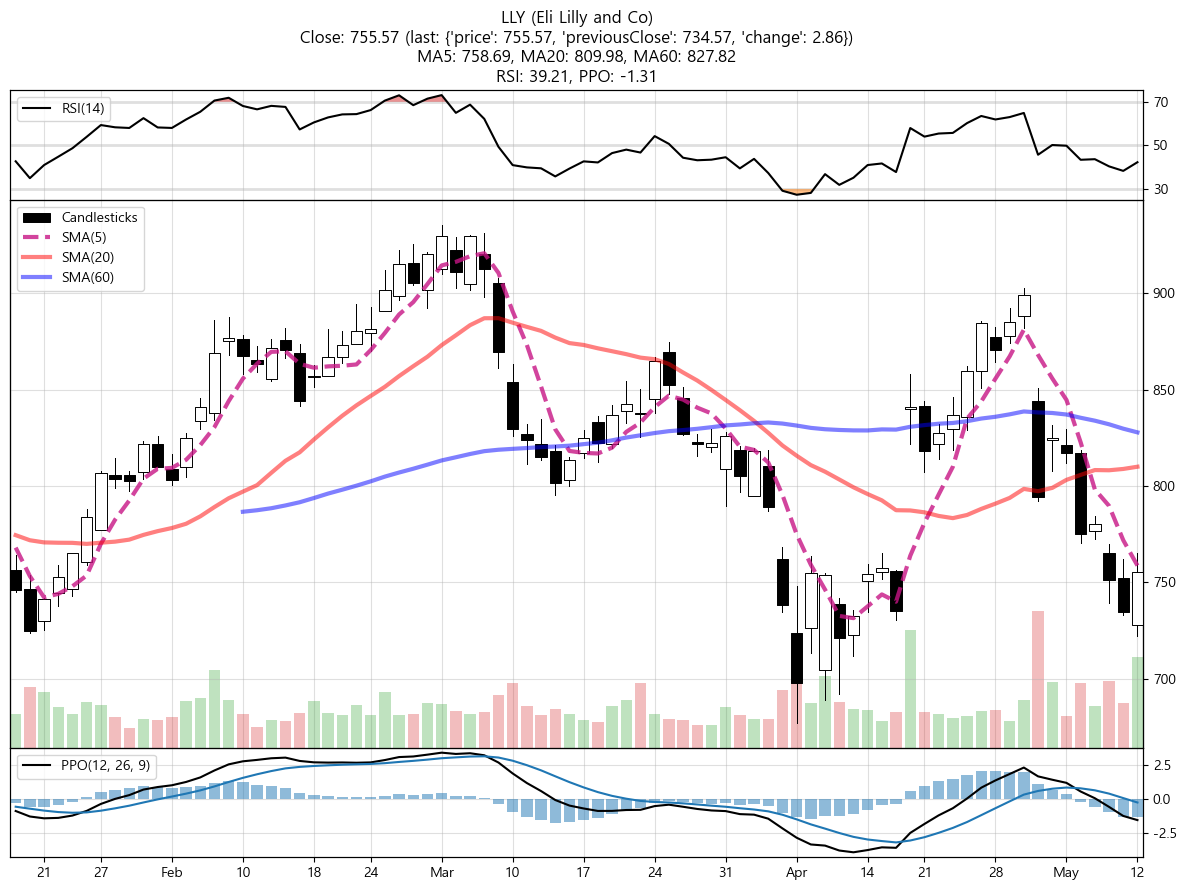 LLY (Eli Lilly and Co)
Close: 755.57 (last: {'price': 755.57, 'previousClose': 734.57, 'change': 2.86})
MA5: 758.69, MA20: 809.98, MA60: 827.82
RSI: 39.21, PPO: -1.31
RSI(14)
70
50
30
Candlesticks
SMA(5)
SMA(20)
SMA(60)
900
850
800
750
700
PPO(12, 26, 9)
2.5
0.0
-2.5
21 27 Feb 10 18 24 Mar 10 17 24 31 Apr 14 21 28 May 12